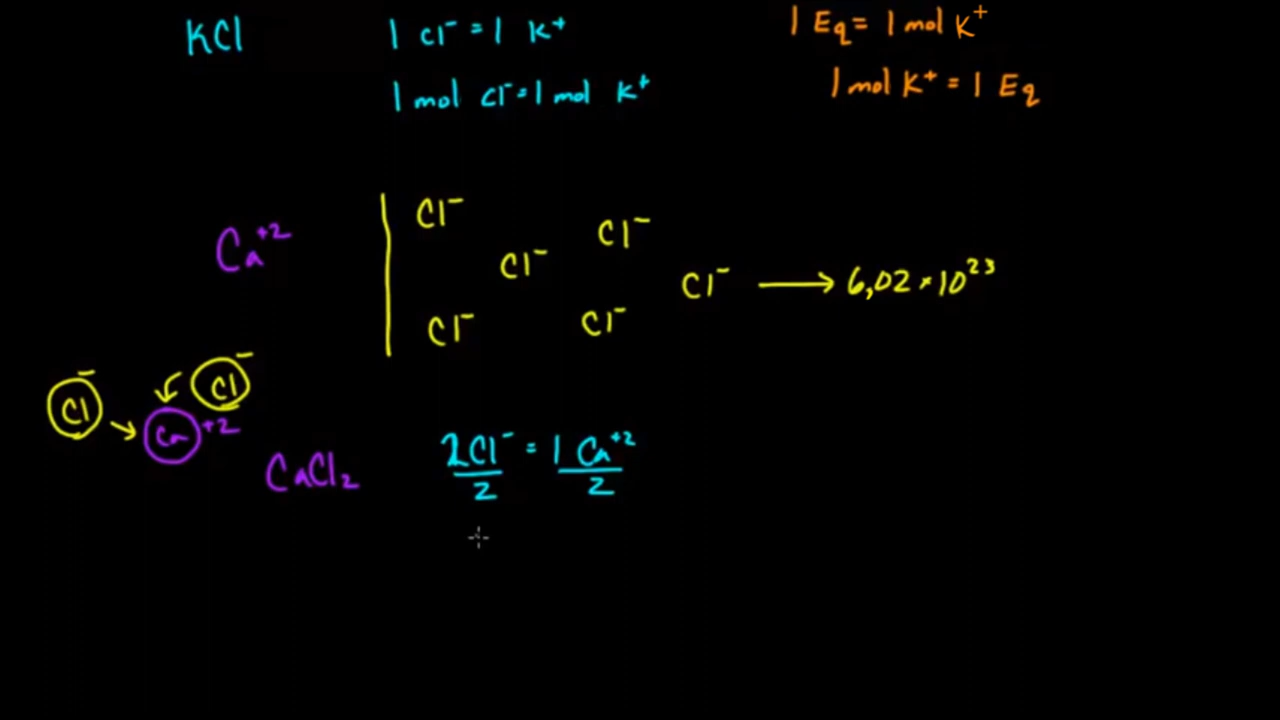 KCl
1 Cl⁻ = 1 K⁺
1 Eq = 1 mol K⁺
1 mol Cl⁻ = 1 mol K⁺
1 mol K⁺ = 1 Eq
Ca⁺²
Cl⁻
Cl⁻
Cl⁻
Cl⁻
Cl⁻
Cl⁻ → 6,02 × 10²³
Cl⁻
Cl⁻
Ca⁺²
CaCl₂
2Cl⁻/2 = 1 Ca⁺²/2